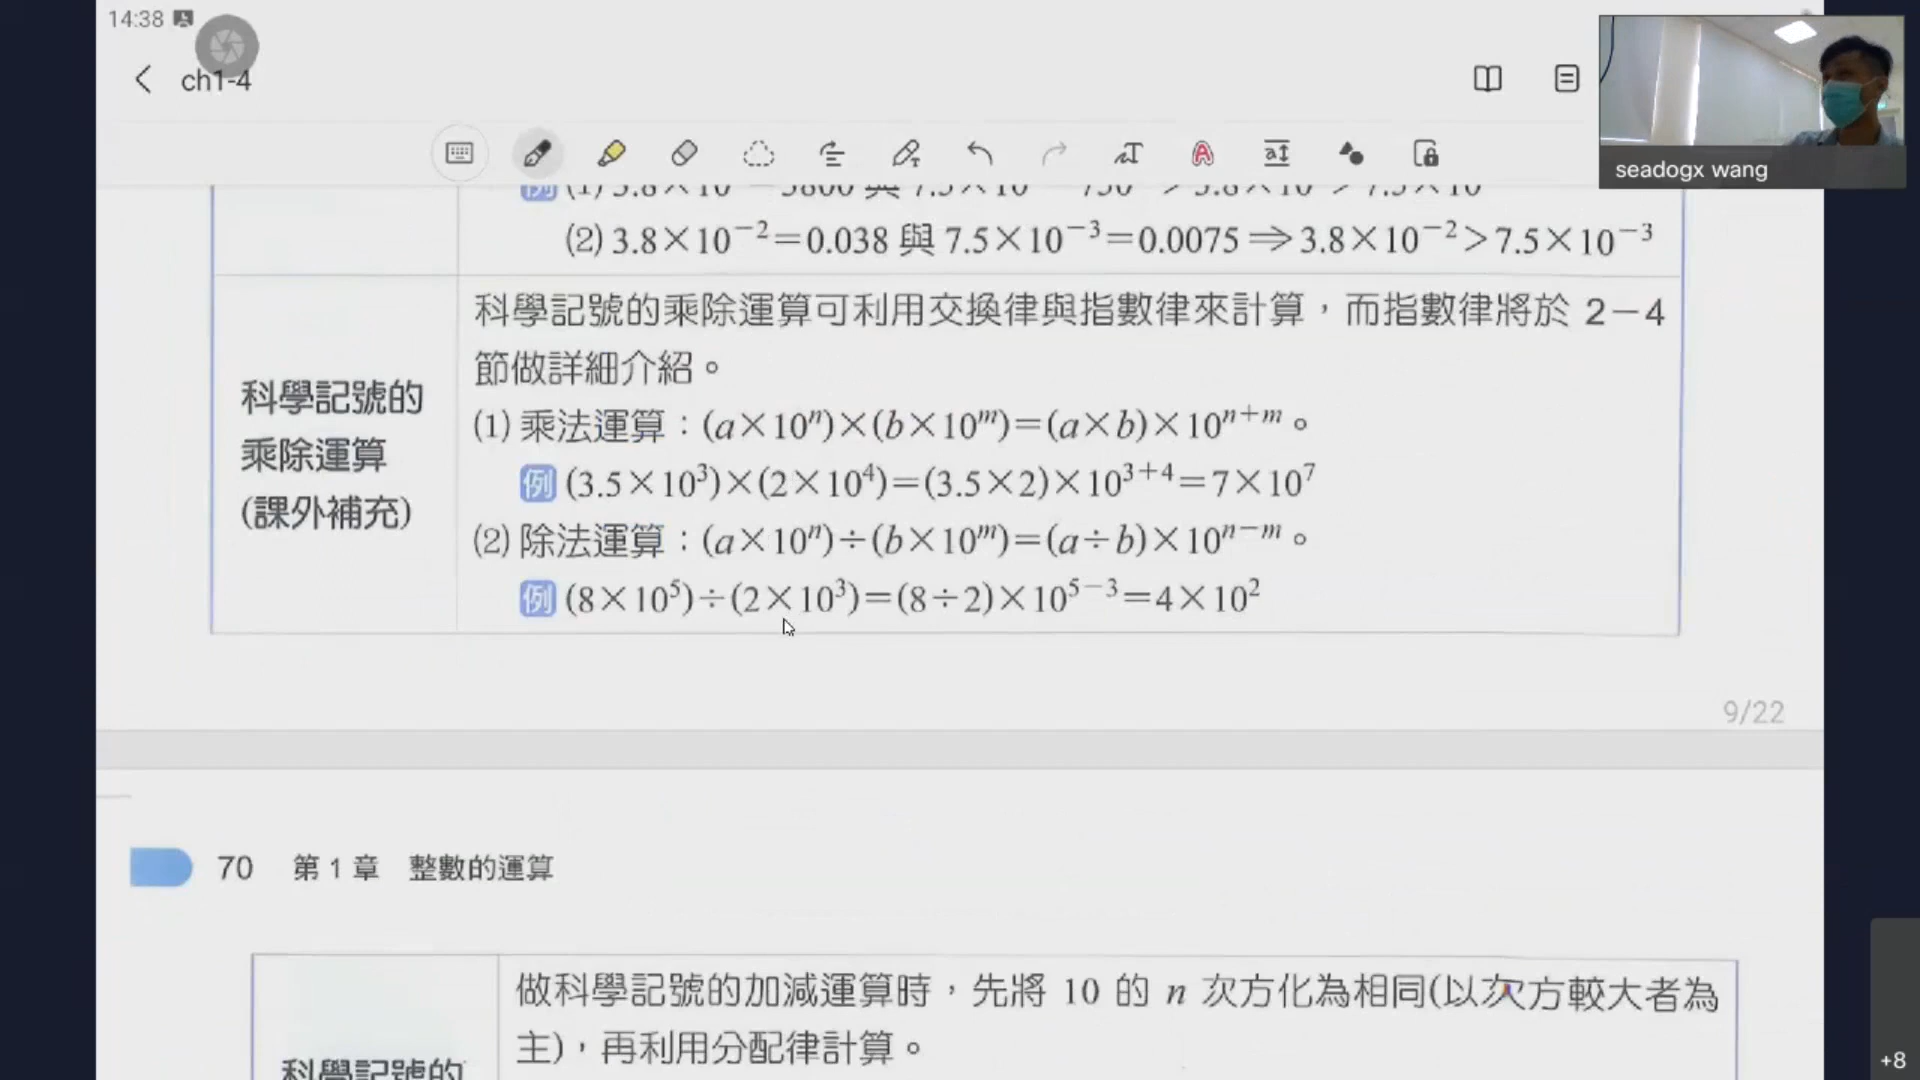 14:38
ch1-4
seadogx wang
(2) 3.8×10⁻²=0.038 與 7.5×10⁻³=0.0075⇒3.8×10⁻²>7.5×10⁻³
科學記號的乘除運算可利用交換律與指數律來計算，而指數律將於 2－4
節做詳細介紹。
科學記號的
乘除運算
(課外補充)
(1) 乘法運算：(a×10ⁿ)×(b×10ᵐ)=(a×b)×10ⁿ⁺ᵐ。
例 (3.5×10³)×(2×10⁴)=(3.5×2)×10³⁺⁴=7×10⁷
(2) 除法運算：(a×10ⁿ)÷(b×10ᵐ)=(a÷b)×10ⁿ⁻ᵐ。
例 (8×10⁵)÷(2×10³)=(8÷2)×10⁵⁻³=4×10²
9/22
70 第 1 章 整數的運算
做科學記號的加減運算時，先將 10 的 n 次方化為相同(以次方較大者為
主)，再利用分配律計算。
科學記號的
+8